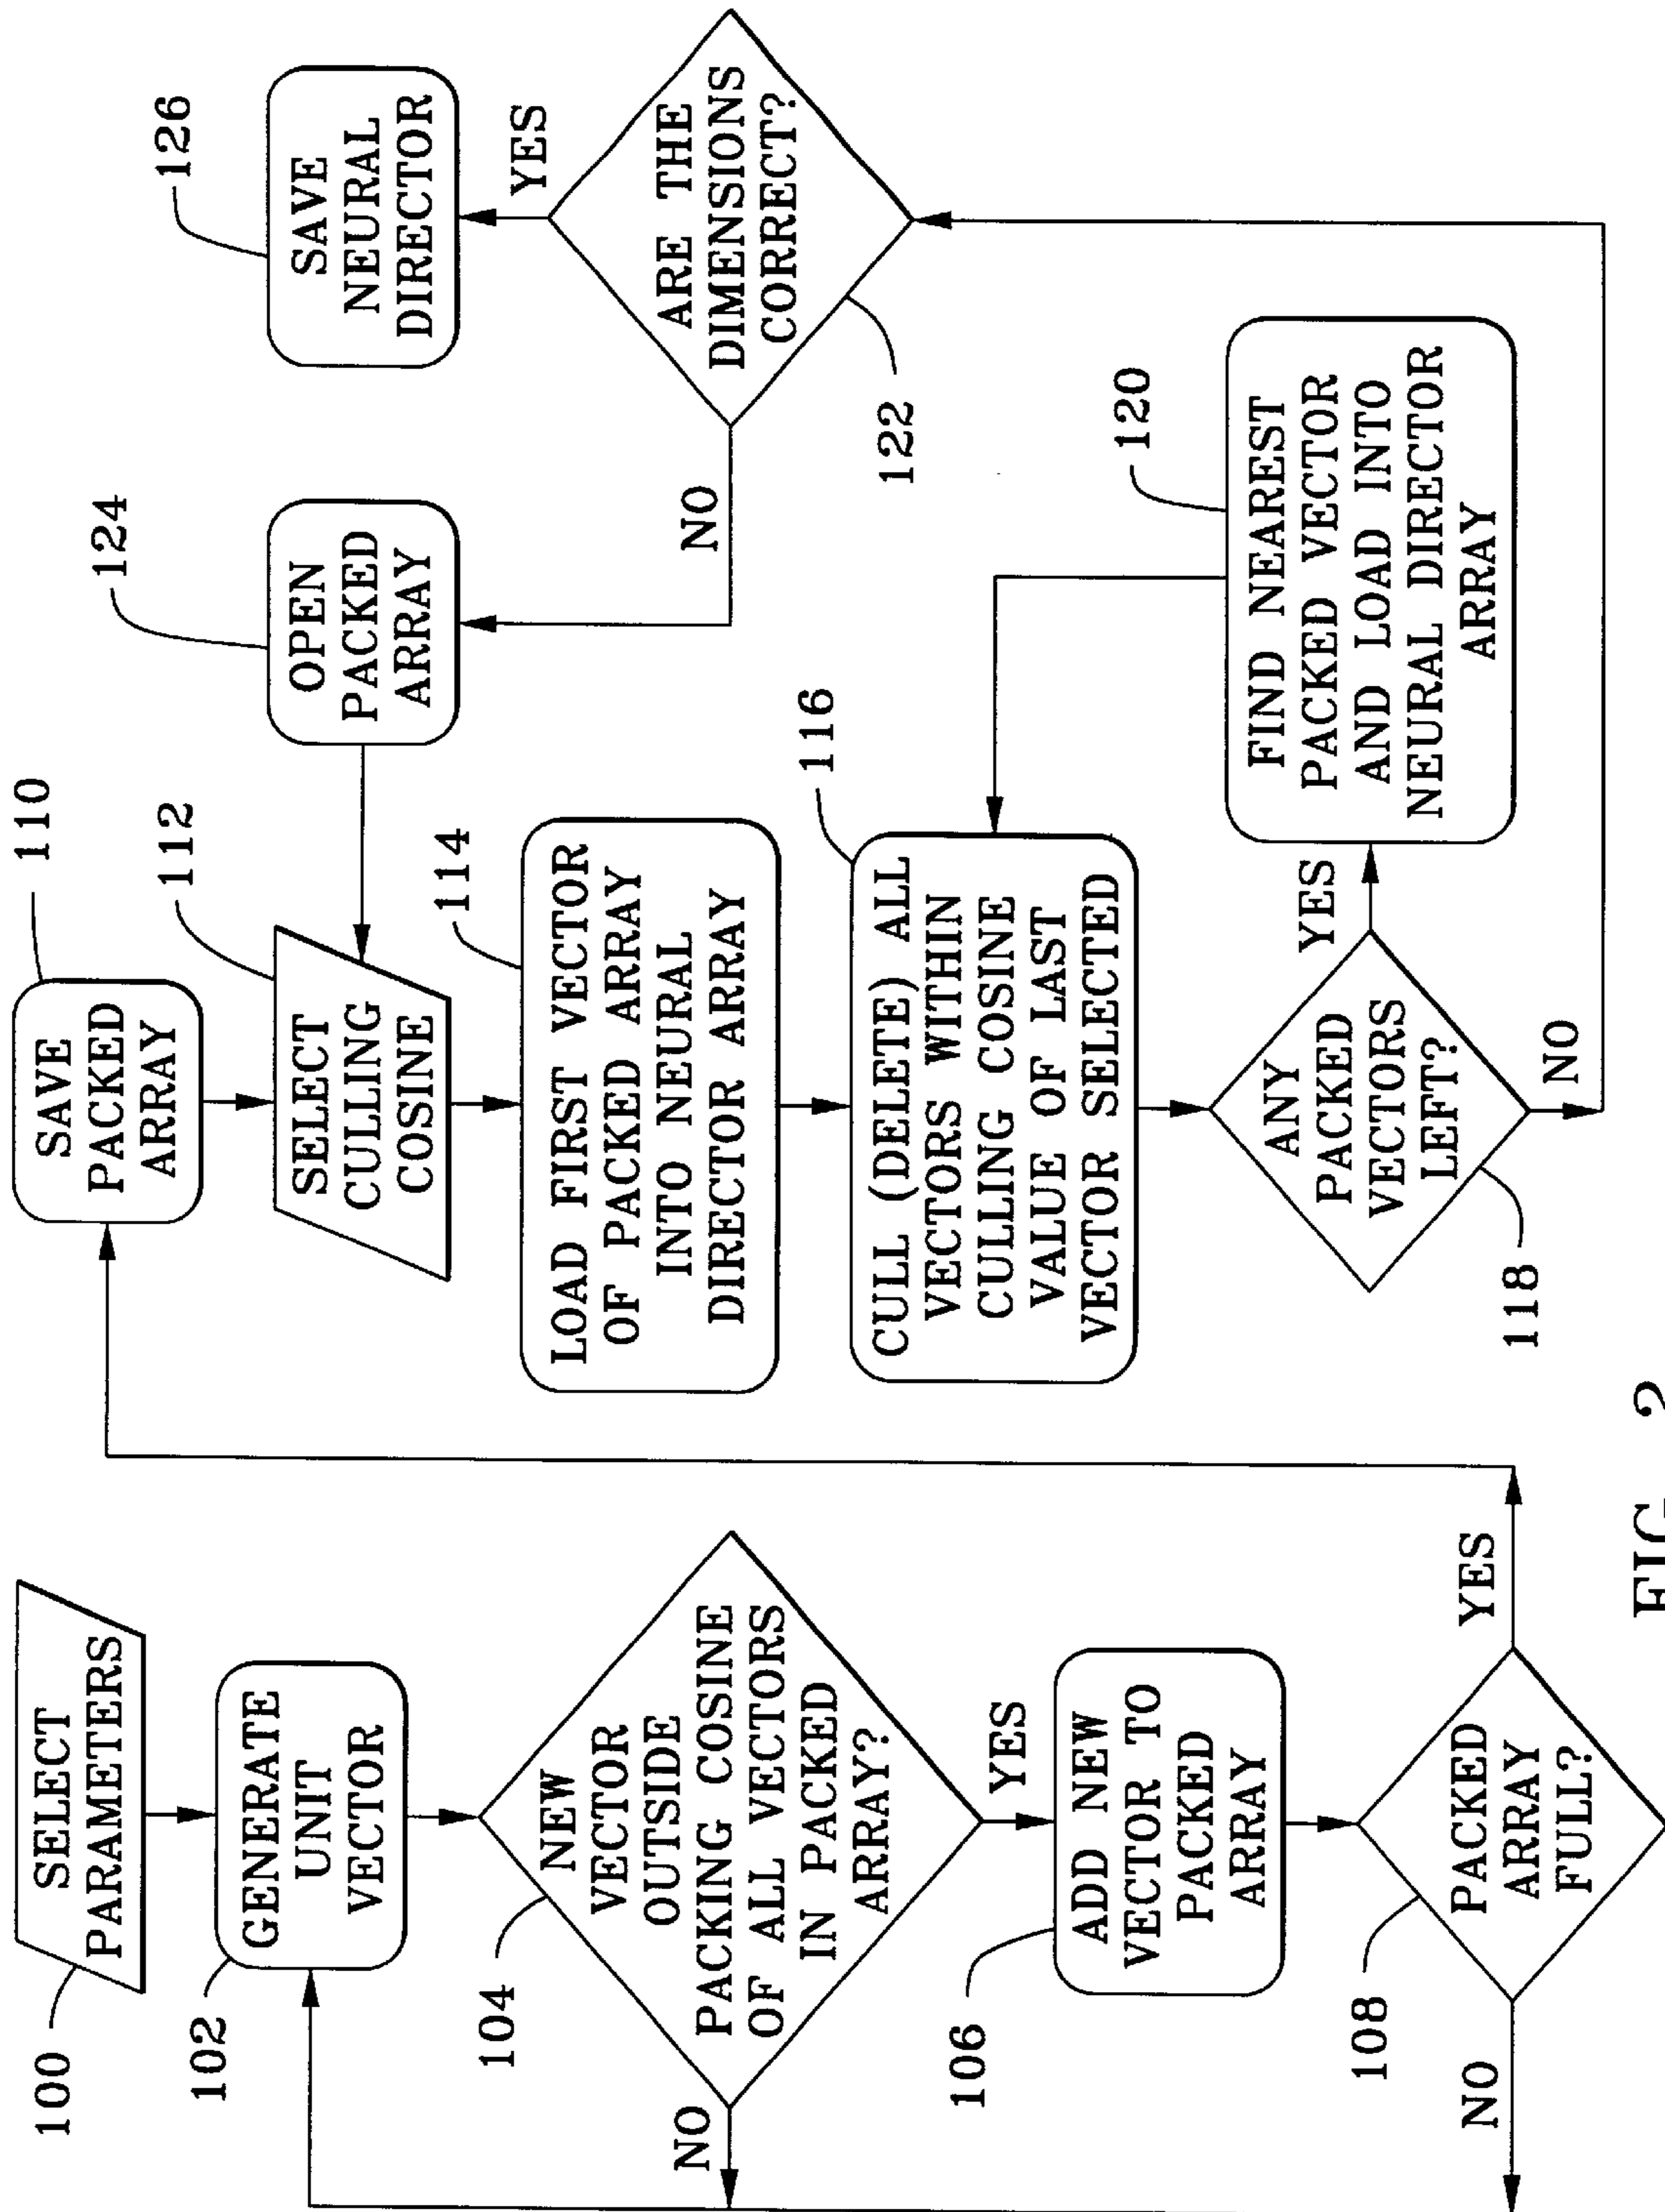 100
SELECT
PARAMETERS
102
GENERATE
UNIT
VECTOR
104
NEW
VECTOR
OUTSIDE
PACKING COSINE
OF ALL VECTORS
IN PACKED
ARRAY?
NO
YES
106
ADD NEW
VECTOR TO
PACKED
ARRAY
108
PACKED
ARRAY
FULL?
NO
YES
110
SAVE
PACKED
ARRAY
112
SELECT
CULLING
COSINE
114
LOAD FIRST VECTOR
OF PACKED ARRAY
INTO NEURAL
DIRECTOR ARRAY
116
CULL (DELETE) ALL
VECTORS WITHIN
CULLING COSINE
VALUE OF LAST
VECTOR SELECTED
118
ANY
PACKED
VECTORS
LEFT?
YES
NO
120
FIND NEAREST
PACKED VECTOR
AND LOAD INTO
NEURAL DIRECTOR
ARRAY
122
ARE THE
DIMENSIONS
CORRECT?
NO
YES
124
OPEN
PACKED
ARRAY
126
SAVE
NEURAL
DIRECTOR
FIG. 2